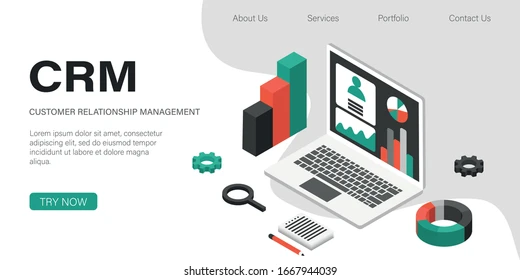 About Us Services Portfolio Contact Us
CRM
CUSTOMER RELATIONSHIP MANAGEMENT
Lorem ipsum dolor sit amet, consectetur
adipiscing elit, sed do eiusmod tempor
incididunt ut labore et dolore magna
aliqua.
TRY NOW
shutterstock.com · 1667944039